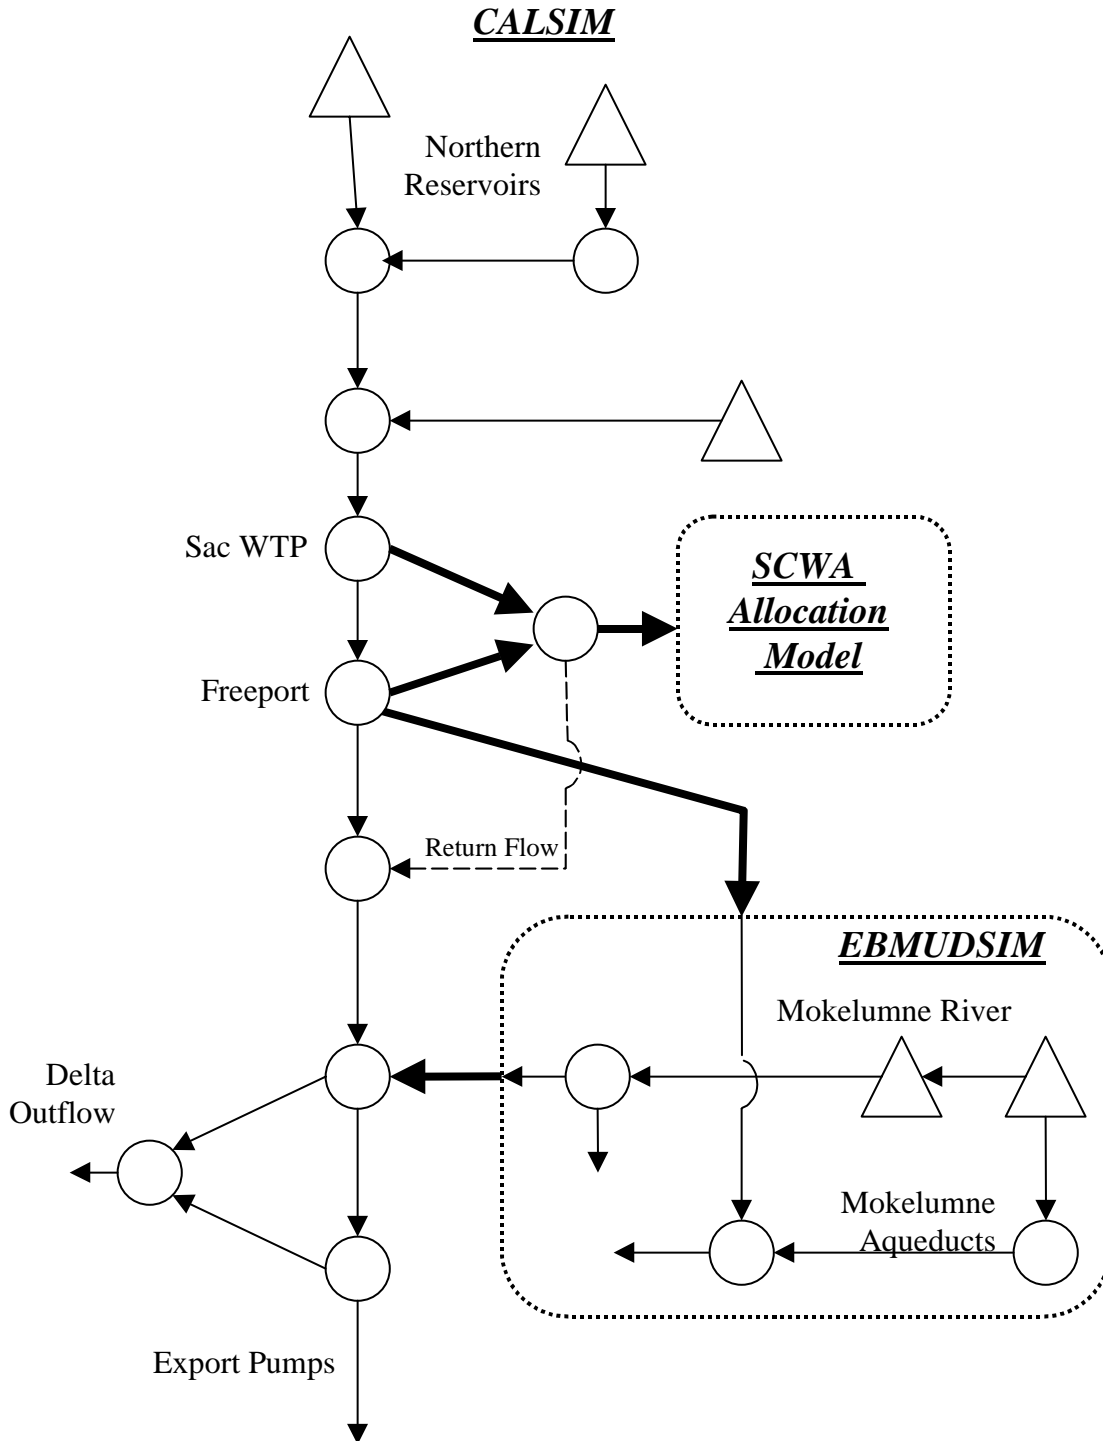 CALSIM
Northern
Reservoirs
Sac WTP
SCWA
Allocation
Model
Freeport
Return Flow
EBMUDSIM
Mokelumne River
Delta
Outflow
Mokelumne
Aqueducts
Export Pumps